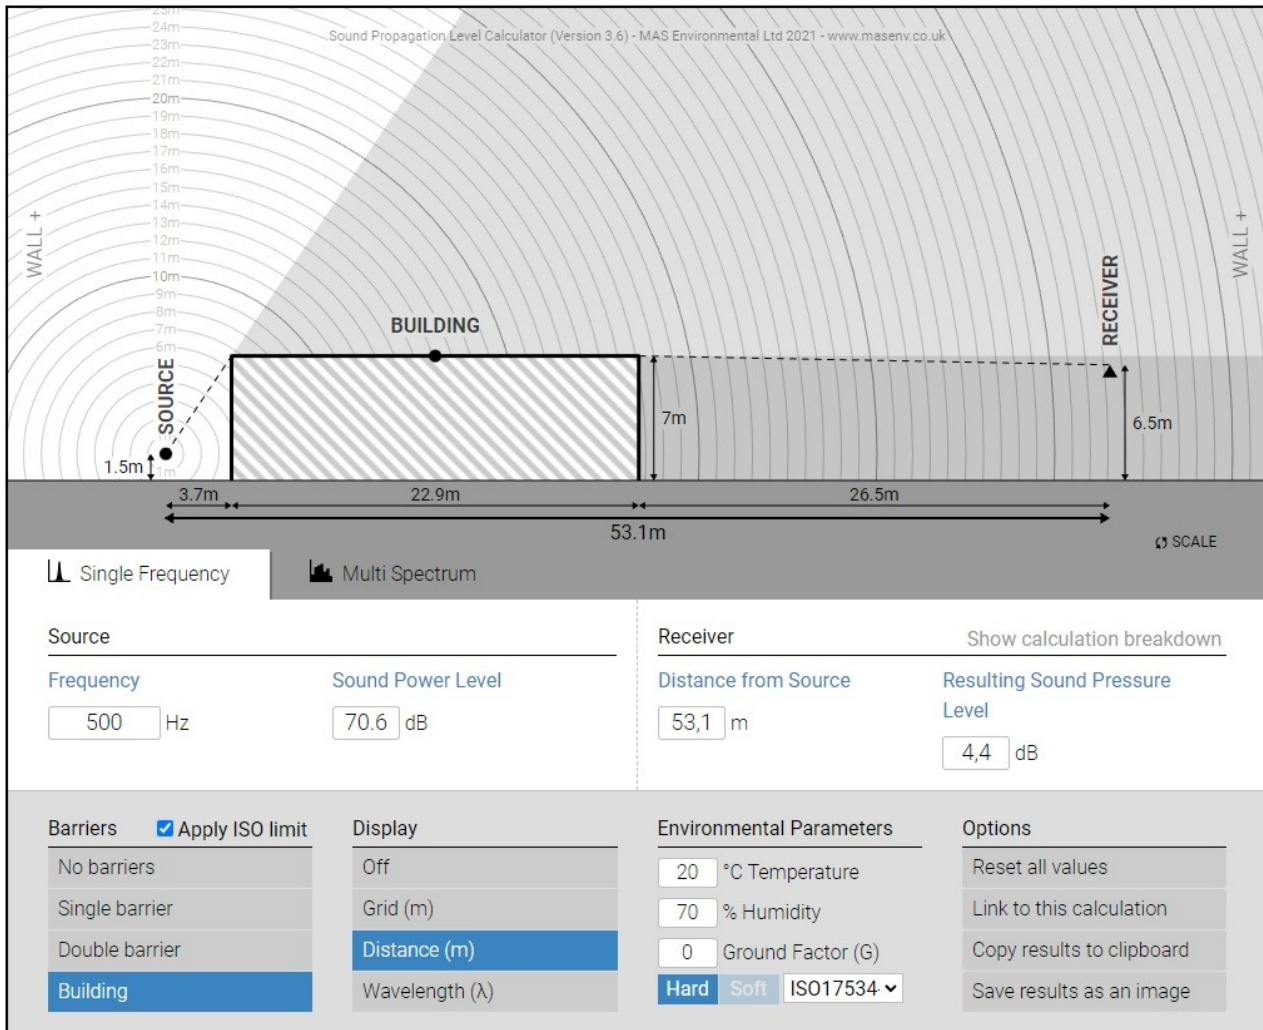 25m
24m
Sound Propagation Level Calculator (Version 3.6) - MAS Environmental Ltd 2021 - www.masenv.co.uk
23m
22m
21m
20m
19m
18m
17m
16m
15m
14m
13m
12m
11m
10m
9m
8m
7m
6m
1m
WALL +
WALL +
SOURCE
BUILDING
RECEIVER
1.5m
7m
6.5m
3.7m
22.9m
26.5m
53.1m
SCALE
Single Frequency
Multi Spectrum
Source
Frequency
500 Hz
Sound Power Level
70.6 dB
Receiver
Show calculation breakdown
Distance from Source
53,1 m
Resulting Sound Pressure
Level
4,4 dB
Barriers
Apply ISO limit
No barriers
Single barrier
Double barrier
Building
Display
Off
Grid (m)
Distance (m)
Wavelength (λ)
Environmental Parameters
20 °C Temperature
70 % Humidity
0 Ground Factor (G)
Hard Soft ISO17534-
Options
Reset all values
Link to this calculation
Copy results to clipboard
Save results as an image